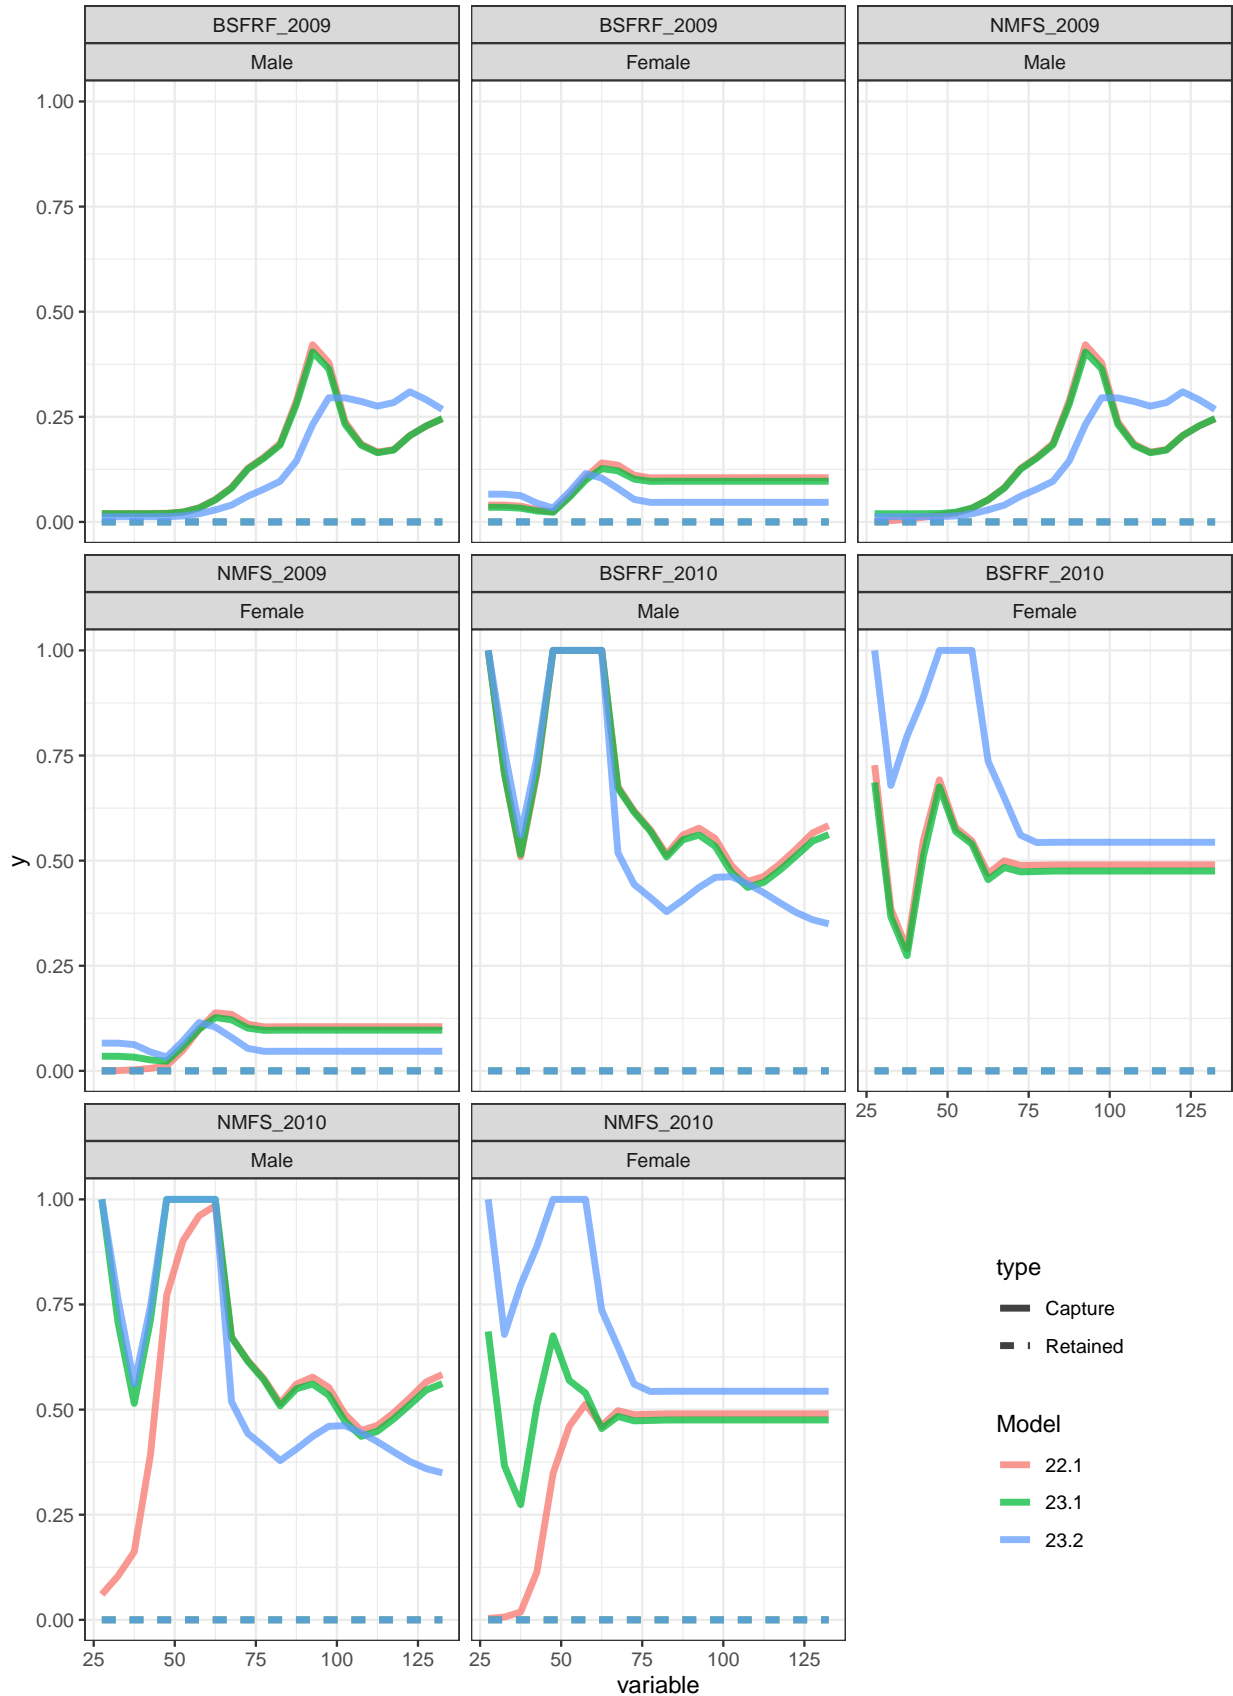 BSFRF_2009 BSFRF_2009 NMFS_2009
Male Female Male
1.00
0.75
0.50
0.25
0.00
NMFS_2009 BSFRF_2010 BSFRF_2010
Female Male Female
1.00
0.75
0.50
0.25
0.00
y
25 50 75 100 125
NMFS_2010 NMFS_2010
Male Female
1.00
0.75
0.50
0.25
0.00
25 50 75 100 125 25 50 75 100 125
variable
type
Capture
Retained
Model
22.1
23.1
23.2